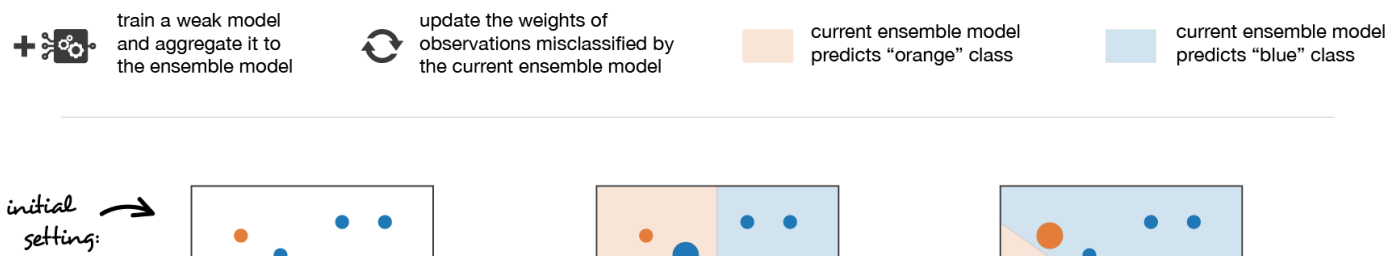 train a weak model
and aggregate it to
the ensemble model
update the weights of
observations misclassified by
the current ensemble model
current ensemble model
predicts “orange” class
current ensemble model
predicts “blue” class
initial
setting: